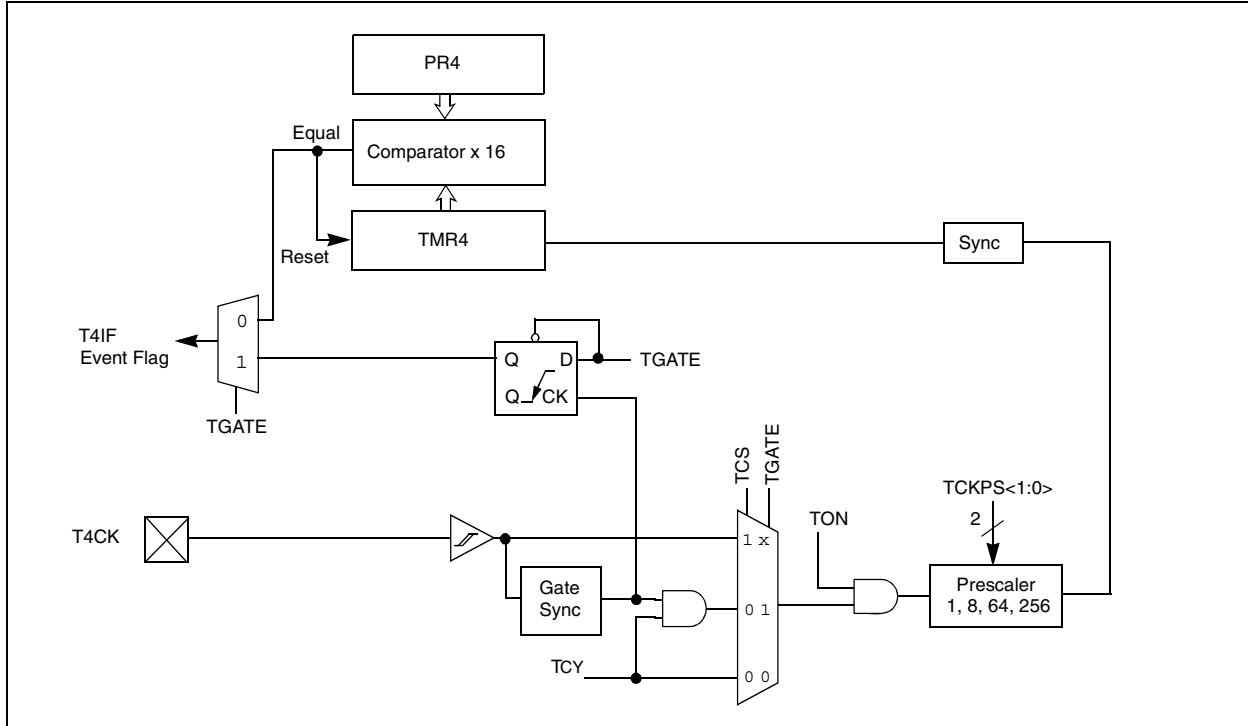 PR4
Equal
Comparator x 16
TMR4
Reset
Sync
0
1
T4IF
Event Flag
TGATE
Q
D
Q
CK
TGATE
TCS
TGATE
TCKPS<1:0>
2
TON
T4CK
1 x
Gate
Sync
0 1
Prescaler
1, 8, 64, 256
TCY
0 0